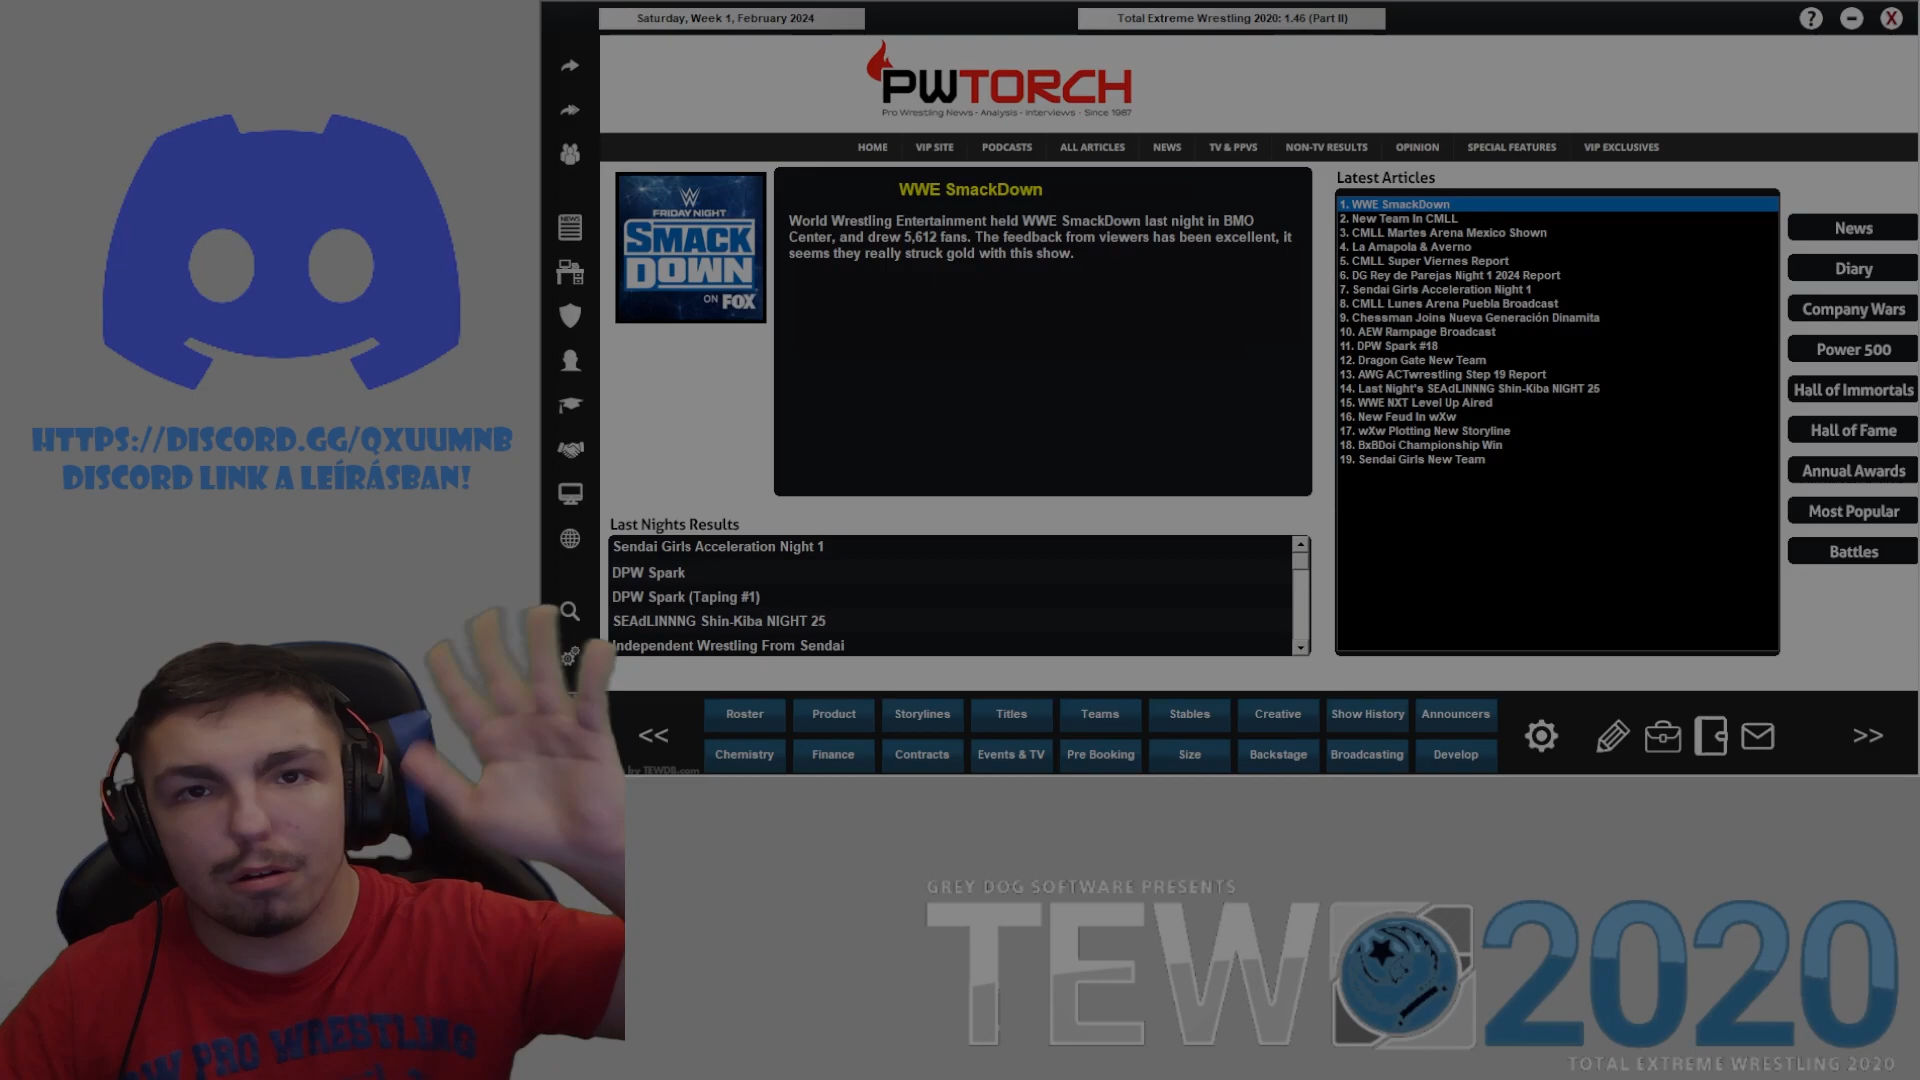 Saturday, Week 1, February 2024
Total Extreme Wrestling 2020: 1.46 (Part II)
?
X
PWTORCH
Pro Wrestling News - Analysis - Interviews - Since 1987
HOME
VIP SITE
PODCASTS
ALL ARTICLES
NEWS
TV & PPVS
NON-TV RESULTS
OPINION
SPECIAL FEATURES
VIP EXCLUSIVES
HTTPS://DISCORD.GG/QXUUMNB
DISCORD LINK A LEÍRÁSBAN!
NEWS
W
FRIDAY NIGHT
SMACK
DOWN
ON FOX
WWE SmackDown
World Wrestling Entertainment held WWE SmackDown last night in BMO
Center, and drew 5,612 fans. The feedback from viewers has been excellent, it
seems they really struck gold with this show.
Latest Articles
1. WWE SmackDown
2. New Team In CMLL
3. CMLL Martes Arena Mexico Shown
4. La Amapola & Averno
5. CMLL Super Viernes Report
6. DG Rey de Parejas Night 1 2024 Report
7. Sendai Girls Acceleration Night 1
8. CMLL Lunes Arena Puebla Broadcast
9. Chessman Joins Nueva Generación Dinamita
10. AEW Rampage Broadcast
11. DPW Spark #18
12. Dragon Gate New Team
13. AWG ACTwrestling Step 19 Report
14. Last Night's SEAdLINNNG Shin-Kiba NIGHT 25
15. WWE NXT Level Up Aired
16. New Feud In wXw
17. wXw Plotting New Storyline
18. BxBDoi Championship Win
19. Sendai Girls New Team
News
Diary
Company Wars
Power 500
Hall of Immortals
Hall of Fame
Annual Awards
Most Popular
Battles
Last Nights Results
Sendai Girls Acceleration Night 1
DPW Spark
DPW Spark (Taping #1)
SEAdLINNNG Shin-Kiba NIGHT 25
Independent Wrestling From Sendai
<<
Roster
Product
Storylines
Titles
Teams
Stables
Creative
Show History
Announcers
Chemistry
Finance
Contracts
Events & TV
Pre Booking
Size
Backstage
Broadcasting
Develop
>>
by TEWDB.com
GREY DOG SOFTWARE PRESENTS
TEW 2020
TOTAL EXTREME WRESTLING 2020
PRO WRESTLING